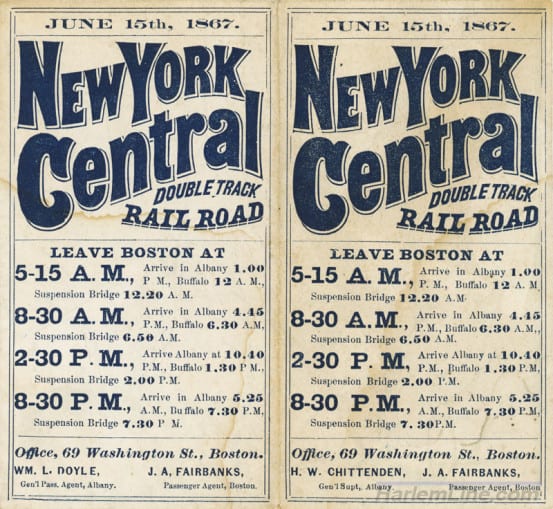 JUNE 15th, 1867.
NEW YORK
Central
DOUBLE TRACK
RAIL ROAD
LEAVE BOSTON AT
5-15 A.M., Arrive in Albany 1.00
P M., Buffalo 12 A. M.,
Suspension Bridge 12.20 A. M.
8-30 A.M., Arrive in Albany 4.45
P.M., Buffalo 6.30 A.M.,
Suspension Bridge 6.50 A.M.
2-30 P.M., Arrive Albany at 10.40
P.M., Buffalo 1.30 P M.,
Suspension Bridge 2.00 P.M.
8-30 P.M., Arrive in Albany 5.25
A.M., Buffalo 7.30 P.M.,
Suspension Bridge 7.30 P M.
Office, 69 Washington St., Boston.
WM. L. DOYLE, J. A. FAIRBANKS,
Gen'l Pass. Agent, Albany. Passenger Agent, Boston.
JUNE 15th, 1867.
NEW YORK
Central
DOUBLE TRACK
RAIL ROAD
LEAVE BOSTON AT
5-15 A.M., Arrive in Albany 1.00
P M., Buffalo 12 A M.,
Suspension Bridge 12.20 A.M.
8-30 A.M., Arrive in Albany 4.45
P.M., Buffalo 6.30 A.M.,
Suspension Bridge 6.50 A.M.
2-30 P.M, Arrive Albany at 10.40
P.M., Buffalo 1.30 P.M.,
Suspension Bridge 2.00 P.M.
8-30 P.M., Arrive in Albany 5.25
A.M., Buffalo 7.30 P.M,
Suspension Bridge 7.30P.M.
Office, 69 Washington St., Boston.
H. W. CHITTENDEN, J. A. FAIRBANKS,
Gen'l Supt, Albany. Passenger Agent, Boston
HarlemLine.com